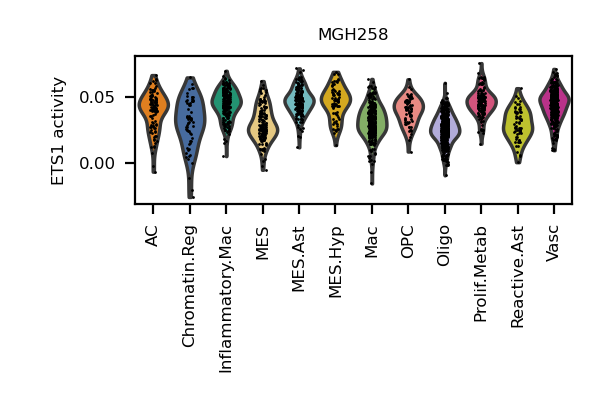 MGH258
ETS1 activity
0.05
0.00
AC
Chromatin.Reg
Inflammatory.Mac
MES
MES.Ast
MES.Hyp
Mac
OPC
Oligo
Prolif.Metab
Reactive.Ast
Vasc